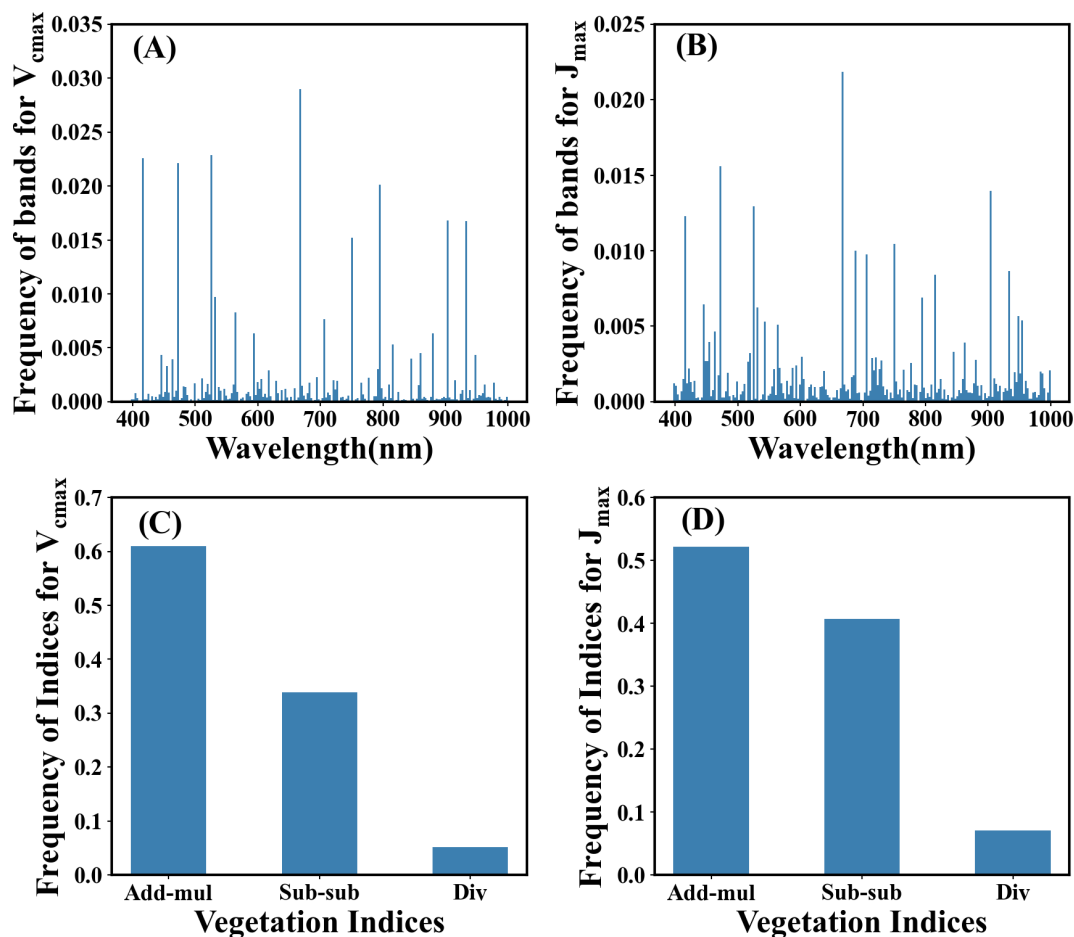 (A)
Frequency of bands for Vcmax
0.035
0.030
0.025
0.020
0.015
0.010
0.005
0.000
400 500 600 700 800 900 1000
Wavelength(nm)
(B)
Frequency of bands for Jmax
0.025
0.020
0.015
0.010
0.005
0.000
400 500 600 700 800 900 1000
Wavelength(nm)
(C)
Frequency of Indices for Vcmax
0.7
0.6
0.5
0.4
0.3
0.2
0.1
0.0
Add-mul Sub-sub Div
Vegetation Indices
(D)
Frequency of Indices for Jmax
0.6
0.5
0.4
0.3
0.2
0.1
0.0
Add-mul Sub-sub Div
Vegetation Indices